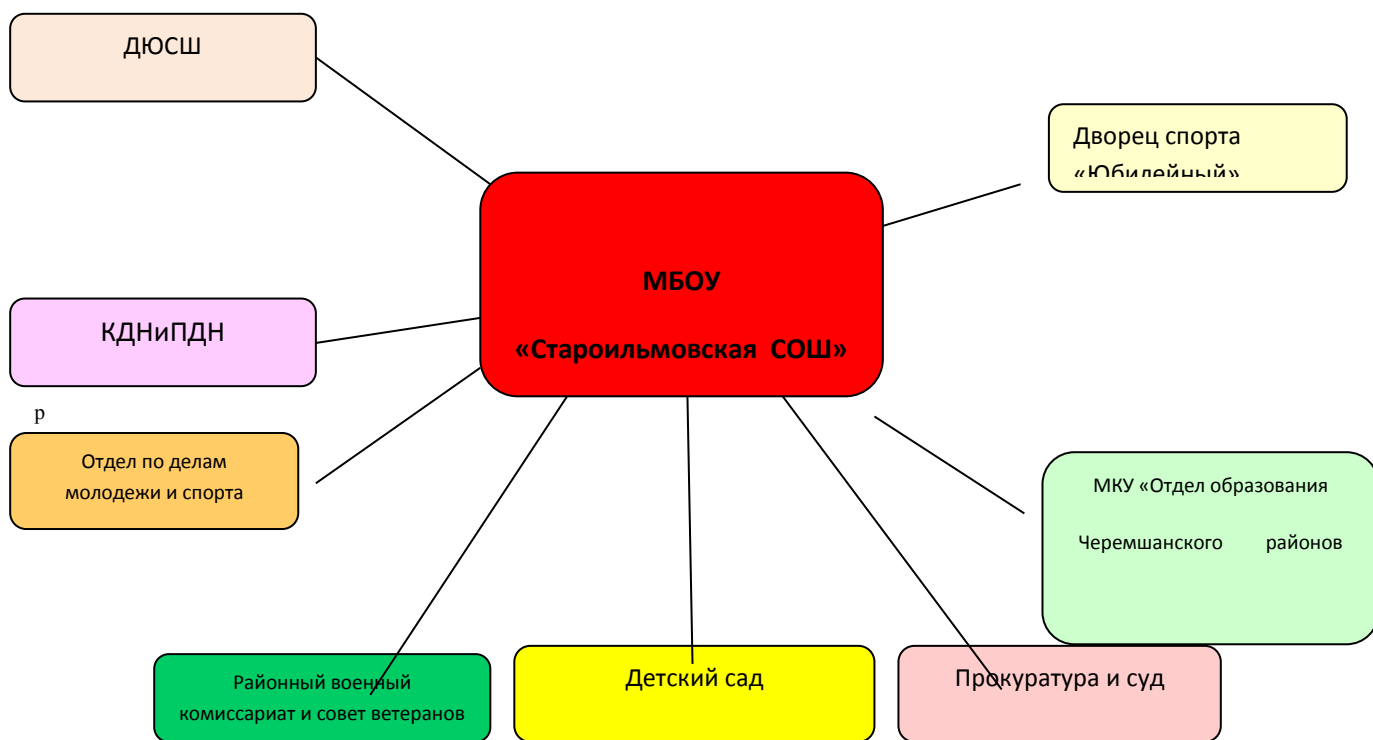 ДЮСШ
Дворец спорта
«Юбилейный»
МБОУ
«Староильмовская СОШ»
КДНиПДН
р
Отдел по делам
молодежи и спорта
МКУ «Отдел образования
Черемшанского районов
Районный военный
комиссариат и совет ветеранов
Детский сад
Прокуратура и суд